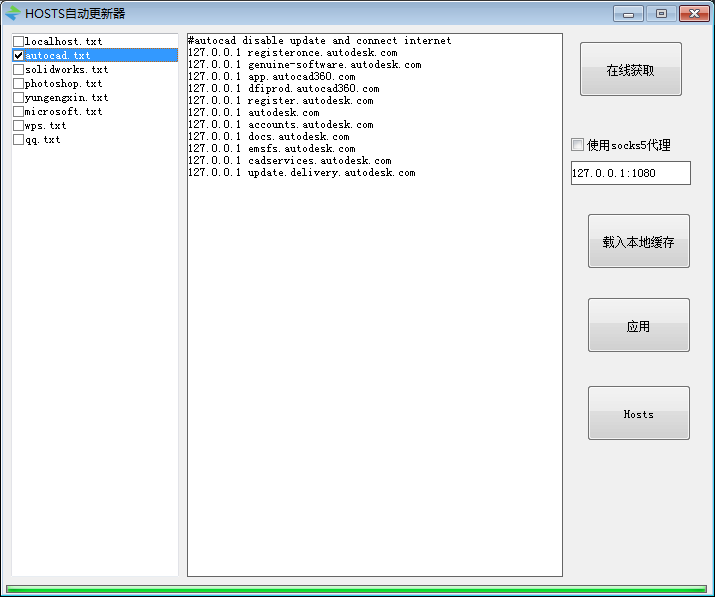 HOSTS自动更新器
localhost.txt
autocad.txt
solidworks.txt
photoshop.txt
yungengxin.txt
microsoft.txt
wps.txt
qq.txt
#autocad disable update and connect internet
127.0.0.1 registeronce.autodesk.com
127.0.0.1 genuine-software.autodesk.com
127.0.0.1 app.autocad360.com
127.0.0.1 dfiprod.autocad360.com
127.0.0.1 register.autodesk.com
127.0.0.1 autodesk.com
127.0.0.1 accounts.autodesk.com
127.0.0.1 docs.autodesk.com
127.0.0.1 emsfs.autodesk.com
127.0.0.1 cadservices.autodesk.com
127.0.0.1 update.delivery.autodesk.com
在线获取
使用socks5代理
127.0.0.1:1080
载入本地缓存
应用
Hosts